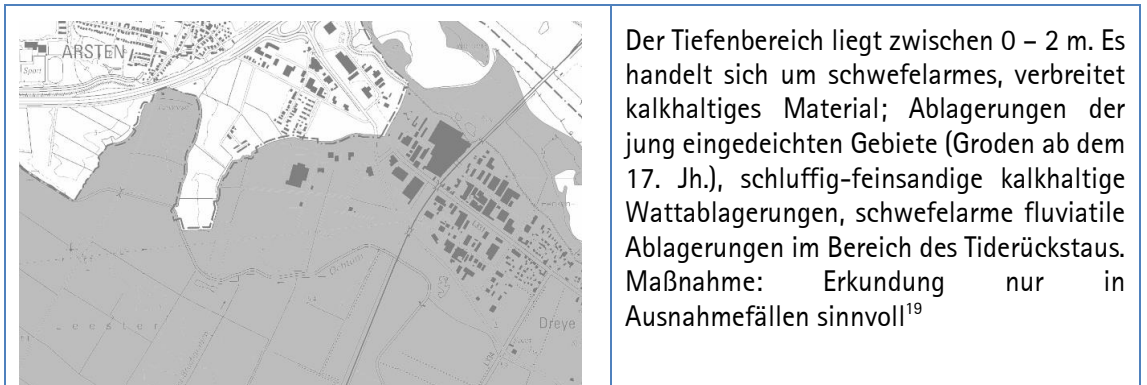 ARSTEN
Sport
Leester
Dreye
Der Tiefenbereich liegt zwischen 0 – 2 m. Es
handelt sich um schwefelarmes, verbreitet
kalkhaltiges Material; Ablagerungen der
jung eingedeichten Gebiete (Groden ab dem
17. Jh.), schluffig-feinsandige kalkhaltige
Wattablagerungen, schwefelarme fluviatile
Ablagerungen im Bereich des Tiderückstaus.
Maßnahme: Erkundung nur in
Ausnahmefällen sinnvoll¹⁹